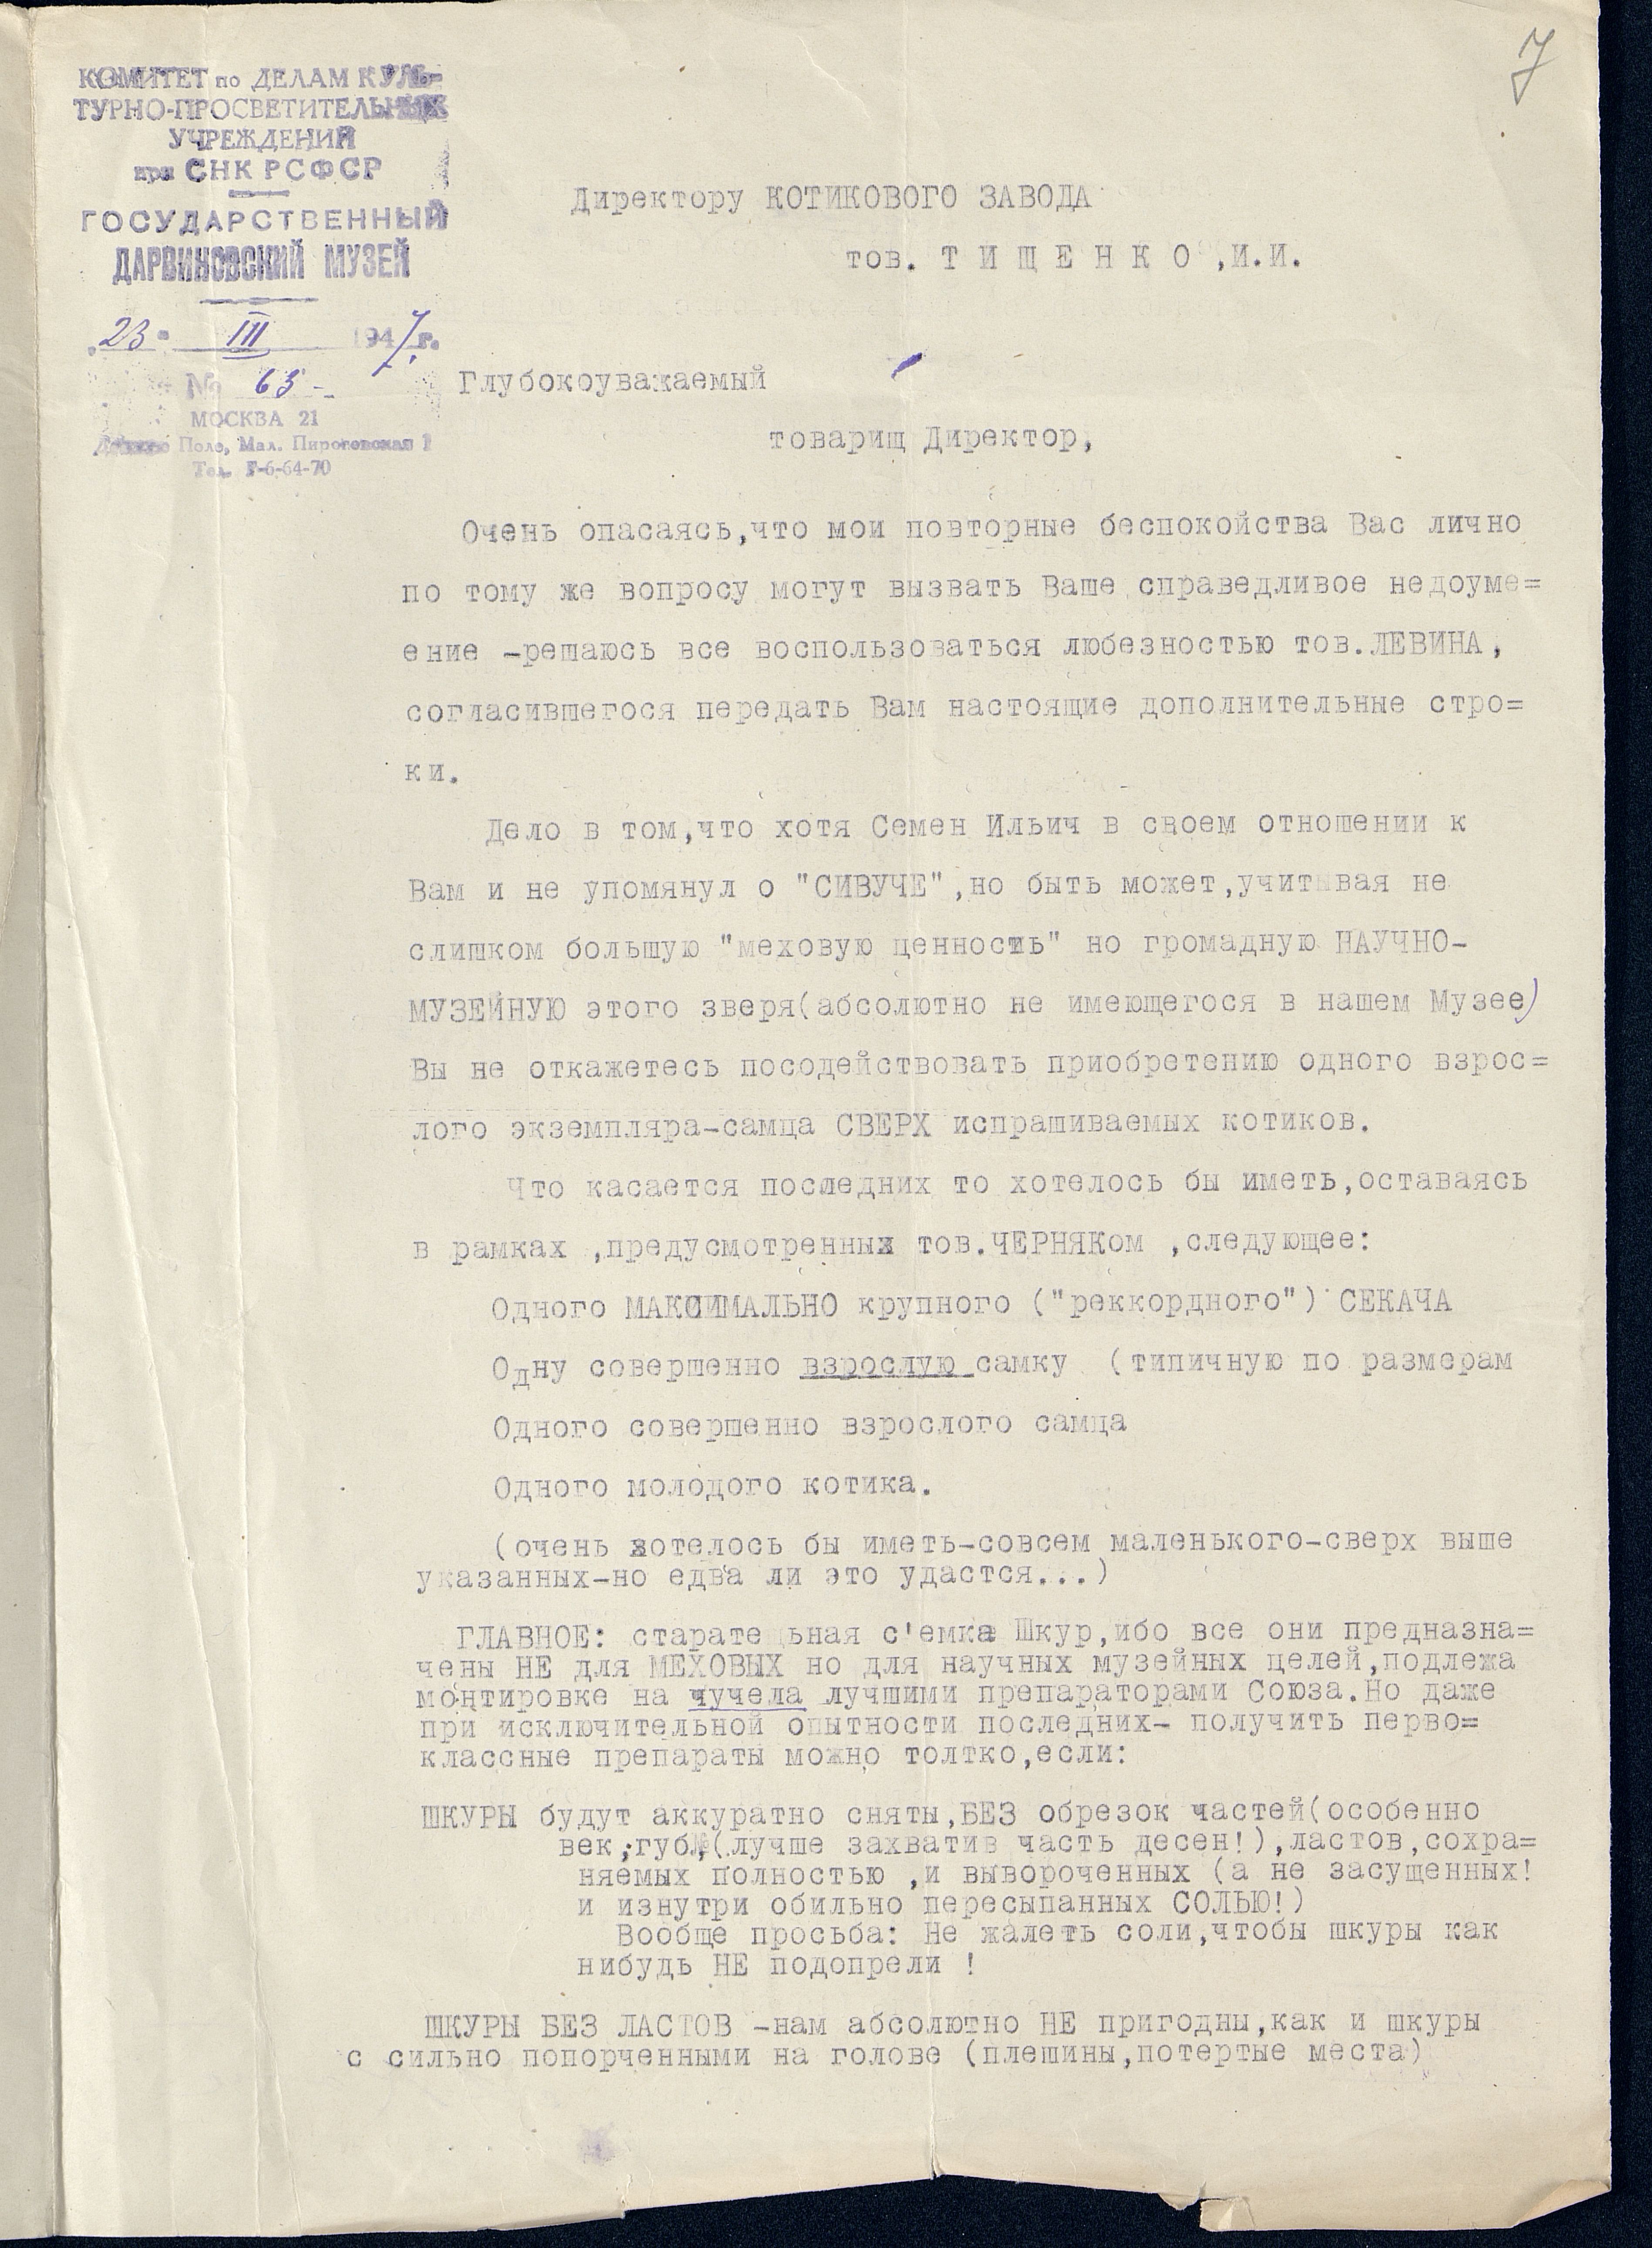 7
КОМИТЕТ по ДЕЛАМ КУЛЬ-
ТУРНО-ПРОСВЕТИТЕЛЬНЫХ
УЧРЕЖДЕНИЙ
при СНК РСФСР
ГОСУДАРСТВЕННЫЙ
ДАРВИНОВСКИЙ МУЗЕЙ
„23" III 1947 г.
№ 63 -
МОСКВА 21
Поле, Мал. Пироговская 1
Тел. Г-6-64-70
Директору КОТИКОВОГО ЗАВОДА
тов. Т И Щ Е Н К О ,И.И.
Глубокоуважаемый
товарищ Директор,
Очень опасаясь,что мои повторные беспокойства Вас лично
по тому же вопросу могут вызвать Ваше справедливое недоуме=
ение -решаюсь все воспользоваться любезностью тов.ЛЕВИНА,
согласившегося передать Вам настоящие дополнительные стро=
ки.
Дело в том,что хотя Семен Ильич в своем отношении к
Вам и не упомянул о "СИВУЧЕ",но быть может,учитывая не
слишком большую "меховую ценность" но громадную НАУЧНО-
МУЗЕЙНУЮ этого зверя(абсолютно не имеющегося в нашем Музее)
Вы не откажетесь посодействовать приобретению одного взрос=
лого экземпляра-самца СВЕРХ испрашиваемых котиков.
Что касается последних то хотелось бы иметь,оставаясь
в рамках ,предусмотренных тов.ЧЕРНЯКом ,следующее:
Одного МАКСИМАЛЬНО крупного ("реккордного") СЕКАЧА
Одну совершенно взрослую самку (типичную по размерам
Одного совершенно взрослого самца
Одного молодого котика.
(очень хотелось бы иметь-совсем маленького-сверх выше
указанных-но едва ли это удастся...)
ГЛАВНОЕ: старательная с'емка Шкур,ибо все они предназна=
чены НЕ для МЕХОВЫХ но для научных музейных целей,подлежа
монтировке на чучела лучшими препараторами Союза.Но даже
при исключительной опытности последних- получить перво=
классные препараты можно толтко,если:
ШКУРЫ будут аккуратно сняты,БЕЗ обрезок частей(особенно
век,губ,(лучше захватив часть десен!),ластов,сохра=
няемых полностью ,и вывороченных (а не засущенных!
и изнутри обильно пересыпанных СОЛЬЮ!)
Вообще просьба: Не жалеть соли,чтобы шкуры как
нибудь НЕ подопрели !
ШКУРЫ БЕЗ ЛАСТОВ -нам абсолютно НЕ пригодны,как и шкуры
с сильно попорченными на голове (плешины,потертые места)